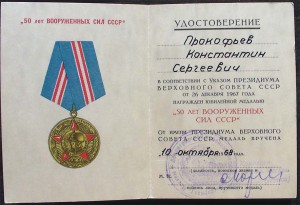 "50 ЛЕТ ВООРУЖЕННЫХ СИЛ СССР"
УДОСТОВЕРЕНИЕ
Прокофьев
Константин
Сергеевич
В СООТВЕТСТВИИ С УКАЗОМ ПРЕЗИДИУМА
ВЕРХОВНОГО СОВЕТА СССР
ОТ 26 ДЕКАБРЯ 1967 ГОДА
НАГРАЖДЕН ЮБИЛЕЙНОЙ МЕДАЛЬЮ
"50 ЛЕТ ВООРУЖЕННЫХ
СИЛ СССР"
ОТ ИМЕНИ ПРЕЗИДИУМА ВЕРХОВНОГО
СОВЕТА СССР МЕДАЛЬ ВРУЧЕНА
"10" октября 1968 года
М. П.